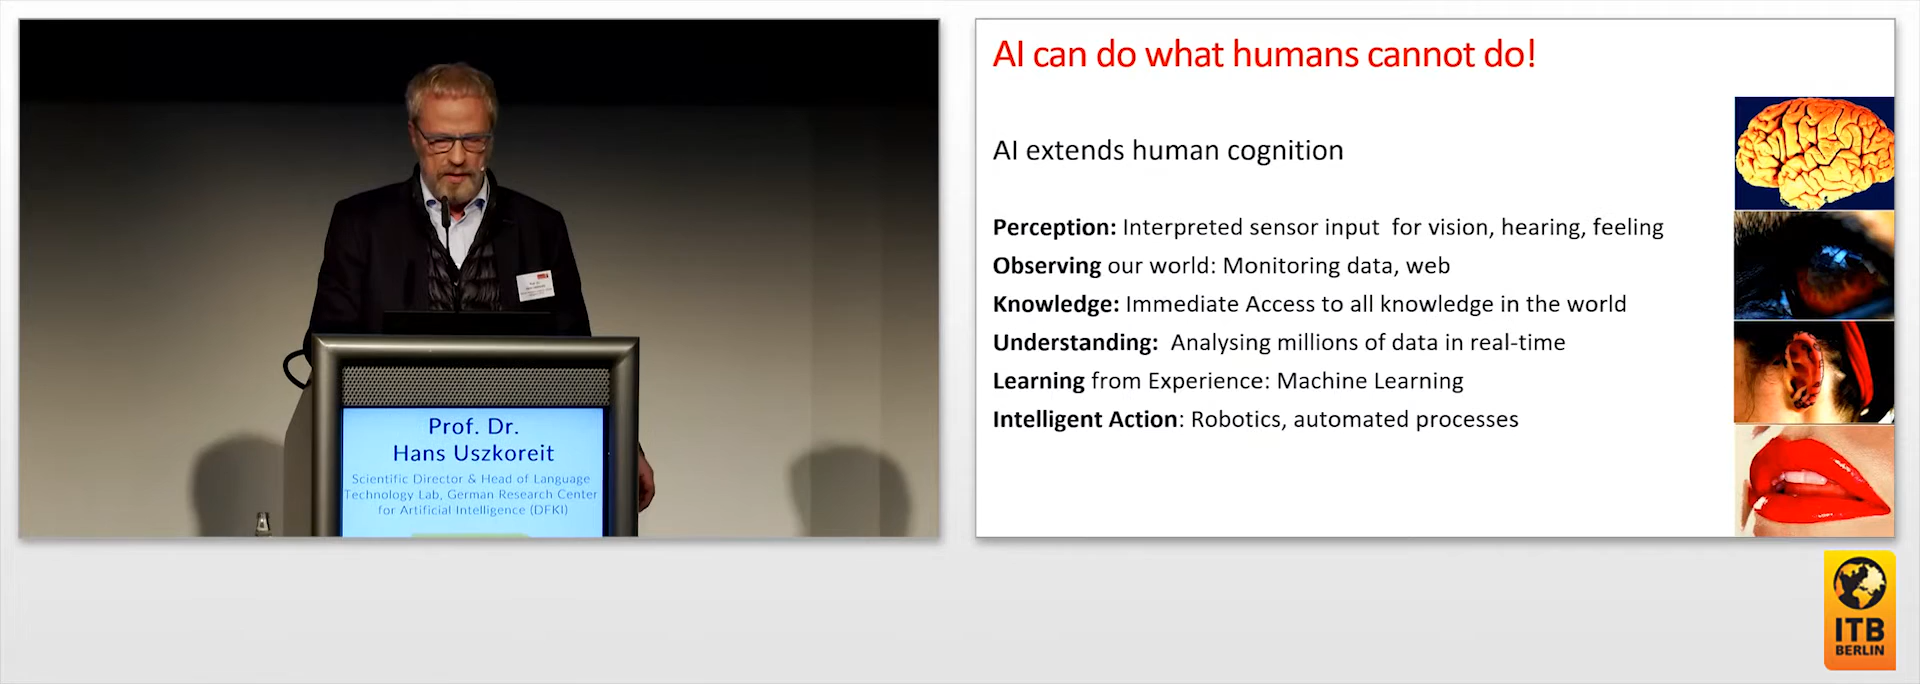 Prof. Dr.
Hans Uszkoreit
Scientific Director & Head of Language
Technology Lab, German Research Center
for Artificial Intelligence (DFKI)
AI can do what humans cannot do!
AI extends human cognition
Perception: Interpreted sensor input for vision, hearing, feeling
Observing our world: Monitoring data, web
Knowledge: Immediate Access to all knowledge in the world
Understanding: Analysing millions of data in real-time
Learning from Experience: Machine Learning
Intelligent Action: Robotics, automated processes
ITB
BERLIN